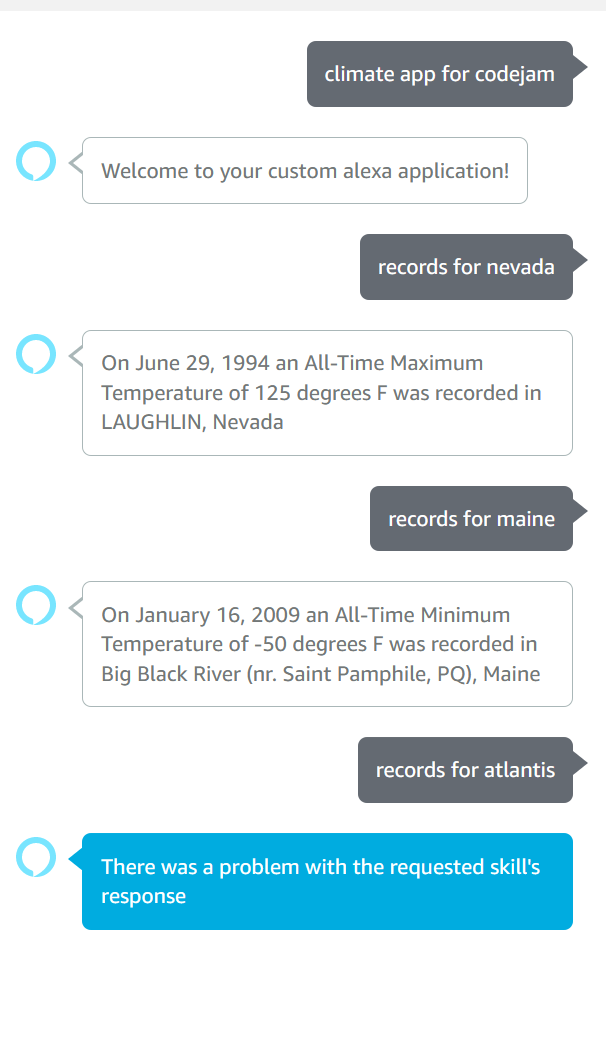 climate app for codejam
Welcome to your custom alexa application!
records for nevada
On June 29, 1994 an All-Time Maximum
Temperature of 125 degrees F was recorded in
LAUGHLIN, Nevada
records for maine
On January 16, 2009 an All-Time Minimum
Temperature of -50 degrees F was recorded in
Big Black River (nr. Saint Pamphile, PQ), Maine
records for atlantis
There was a problem with the requested skill's
response